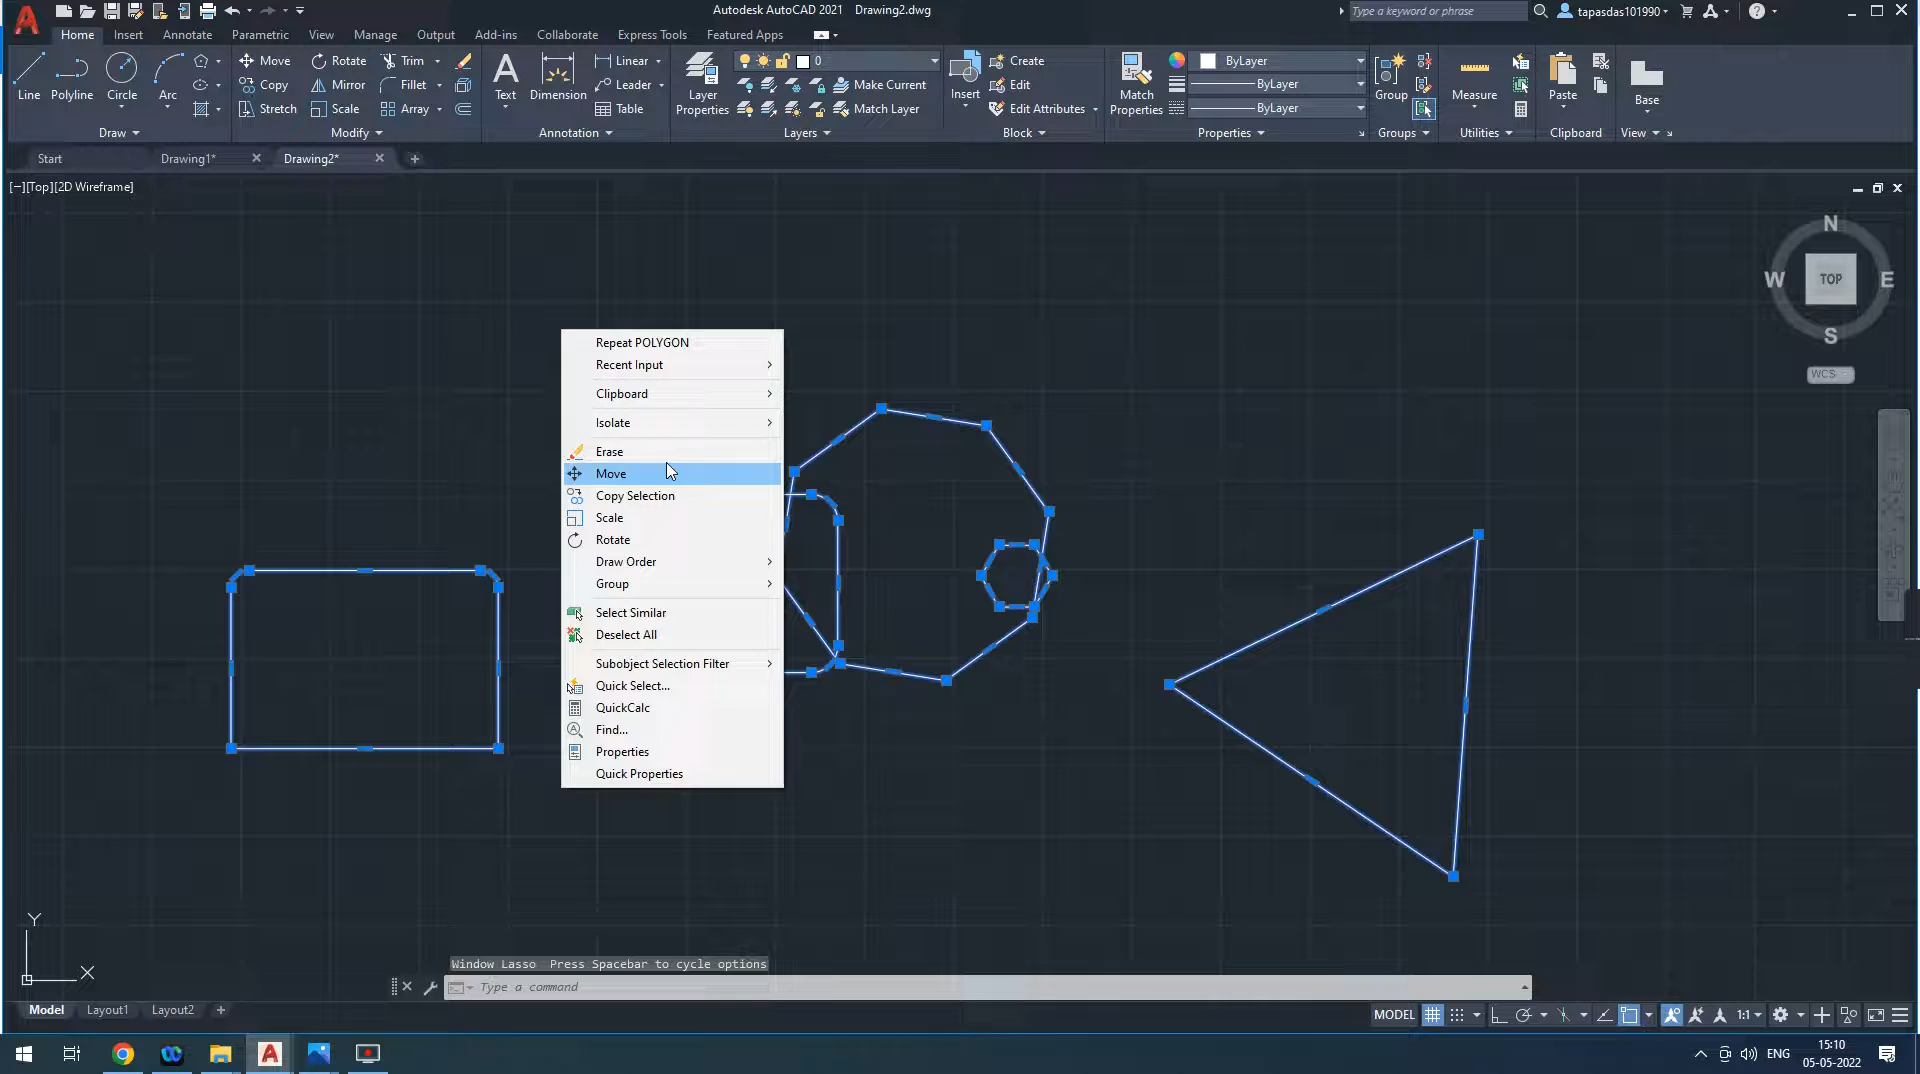 Autodesk AutoCAD 2021 Drawing2.dwg
Type a keyword or phrase
tapasdas101990
Home Insert Annotate Parametric View Manage Output Add-ins Collaborate Express Tools Featured Apps
Line Polyline Circle Arc
Draw
Move Rotate Trim
Copy Mirror Fillet
Stretch Scale Array
Modify
Text Dimension
Linear
Leader
Table
Annotation
Layer Properties
0
Make Current
Match Layer
Layers
Insert
Create
Edit
Edit Attributes
Block
Match Properties
ByLayer
ByLayer
ByLayer
Properties
Group
Groups
Measure
Utilities
Paste
Clipboard
Base
View
Start Drawing1* Drawing2*
[−][Top][2D Wireframe]
N
W TOP E
S
WCS
Repeat POLYGON
Recent Input
Clipboard
Isolate
Erase
Move
Copy Selection
Scale
Rotate
Draw Order
Group
Select Similar
Deselect All
Subobject Selection Filter
Quick Select...
QuickCalc
Find...
Properties
Quick Properties
Y
X
Window Lasso Press Spacebar to cycle options
Type a command
Model Layout1 Layout2
MODEL 1:1
ENG
15:10
05-05-2022